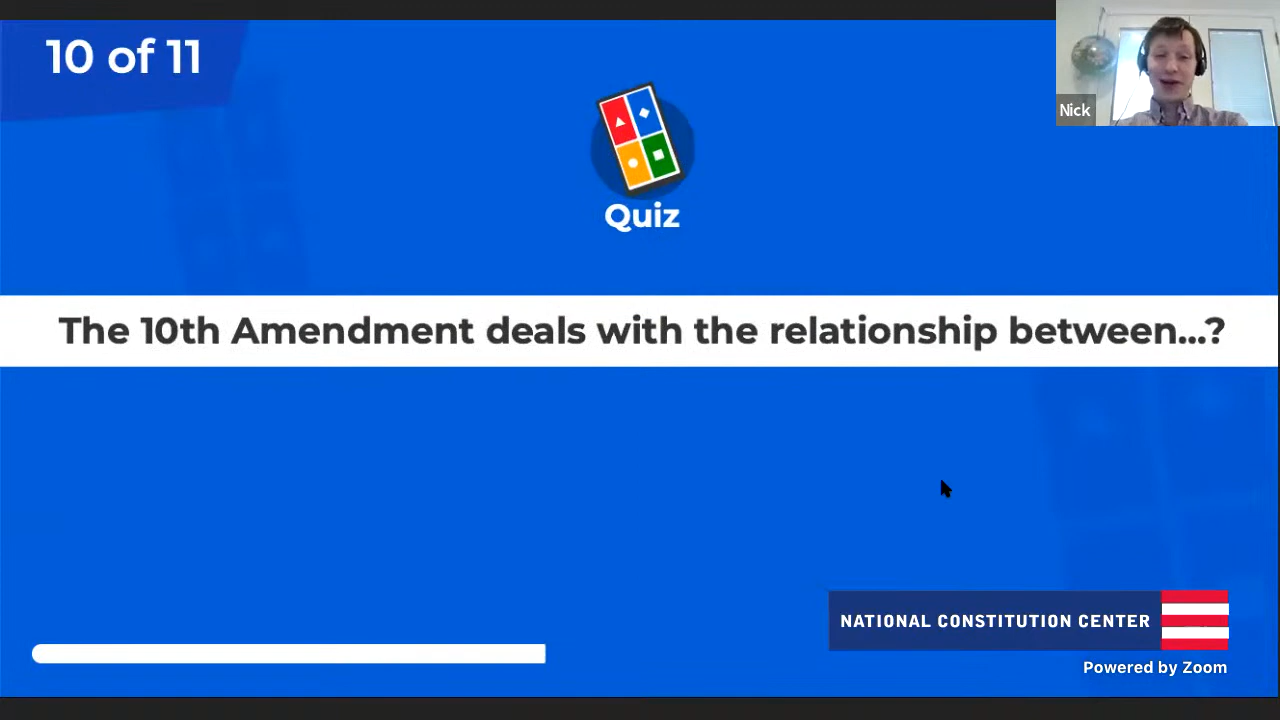 10 of 11
Nick
Quiz
The 10th Amendment deals with the relationship between...?
NATIONAL CONSTITUTION CENTER
Powered by Zoom